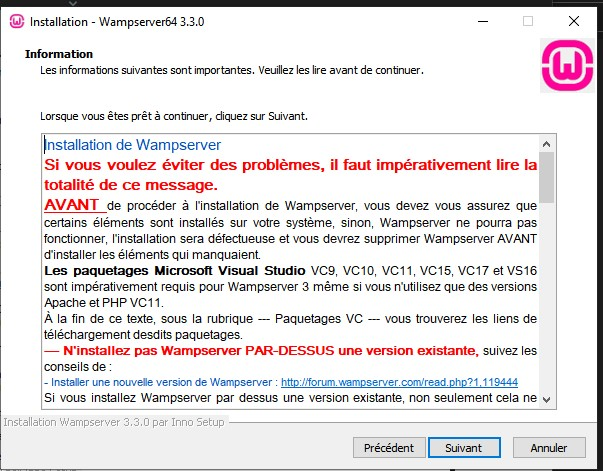 Installation - Wampserver64 3.3.0
Information
Les informations suivantes sont importantes. Veuillez les lire avant de continuer.
Lorsque vous êtes prêt à continuer, cliquez sur Suivant.
Installation de Wampserver
Si vous voulez éviter des problèmes, il faut impérativement lire la
totalité de ce message.
AVANT de procéder à l'installation de Wampserver, vous devez vous assurez que
certains éléments sont installés sur votre système, sinon, Wampserver ne pourra pas
fonctionner, l'installation sera défectueuse et vous devrez supprimer Wampserver AVANT
d'installer les éléments qui manquaient.
Les paquetages Microsoft Visual Studio VC9, VC10, VC11, VC15, VC17 et VS16
sont impérativement requis pour Wampserver 3 même si vous n'utilisez que des versions
Apache et PHP VC11.
À la fin de ce texte, sous la rubrique --- Paquetages VC --- vous trouverez les liens de
téléchargement desdits paquetages.
— N'installez pas Wampserver PAR-DESSUS une version existante, suivez les
conseils de :
- Installer une nouvelle version de Wampserver : http://forum.wampserver.com/read.php?1,119444
Si vous installez Wampserver par dessus une version existante, non seulement cela ne
Installation Wampserver 3.3.0 par Inno Setup
Précédent Suivant Annuler